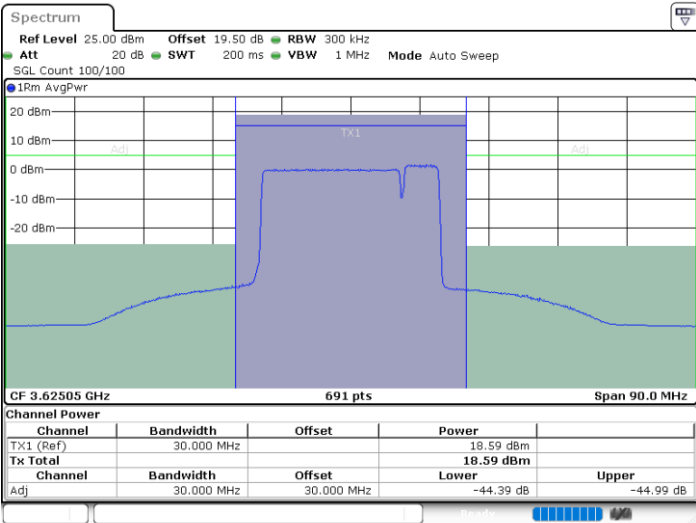 Spectrum
Ref Level 25.00 dBm Offset 19.50 dB RBW 300 kHz
Att 20 dB SWT 200 ms VBW 1 MHz Mode Auto Sweep
SGL Count 100/100
1Rm AvgPwr
20 dBm
TX1
10 dBm
Adj Adj
0 dBm
-10 dBm
-20 dBm
CF 3.62505 GHz 691 pts Span 90.0 MHz
Channel Power
Channel Bandwidth Offset Power
TX1 (Ref) 30.000 MHz 18.59 dBm
Tx Total 18.59 dBm
Channel Bandwidth Offset Lower Upper
Adj 30.000 MHz 30.000 MHz -44.39 dB -44.99 dB
Ready